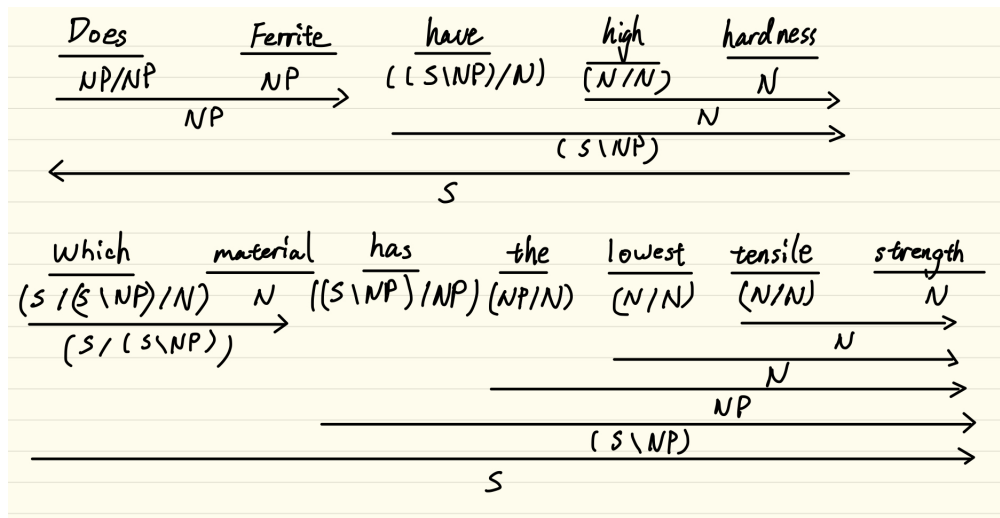 Does Ferrite have high hardness
NP/NP NP ((S\NP)/N) (N/N) N
NP N
(S\NP)
S
Which material has the lowest tensile strength
(S/(S\NP)/N) N ((S\NP)/NP) (NP/N) (N/N) (N/N) N
(S/(S\NP)) N
N
NP
(S\NP)
S